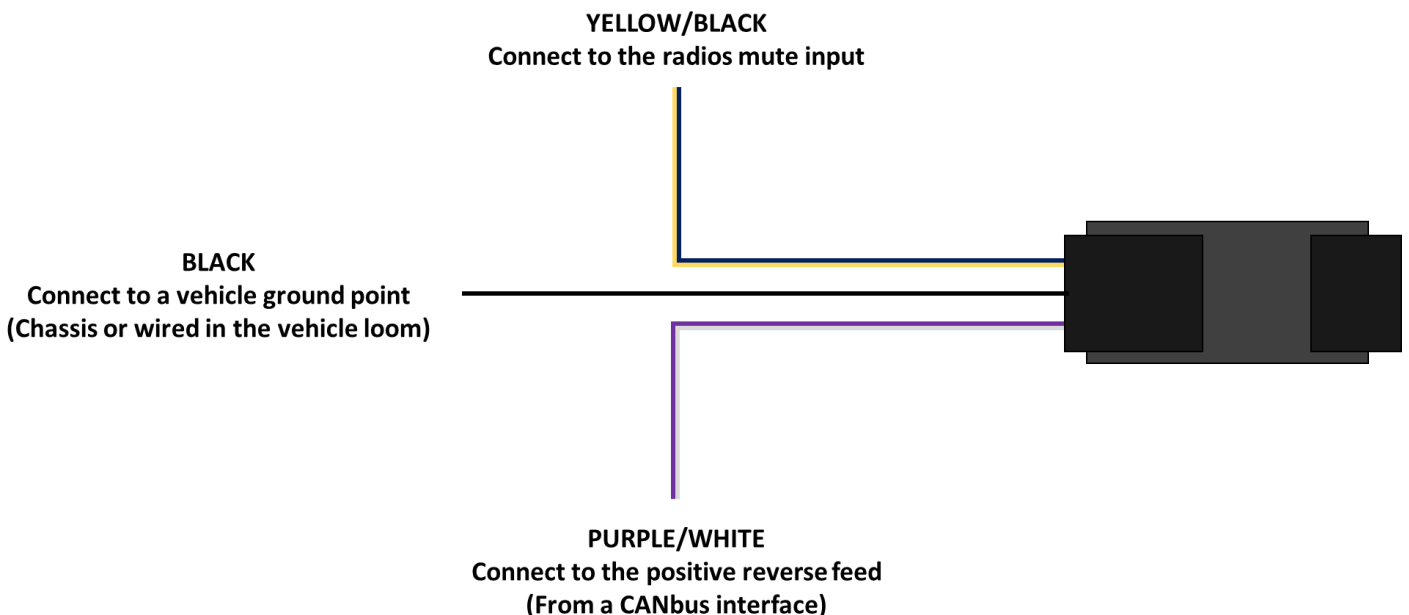 YELLOW/BLACK
Connect to the radios mute input
BLACK
Connect to a vehicle ground point
(Chassis or wired in the vehicle loom)
PURPLE/WHITE
Connect to the positive reverse feed
(From a CANbus interface)